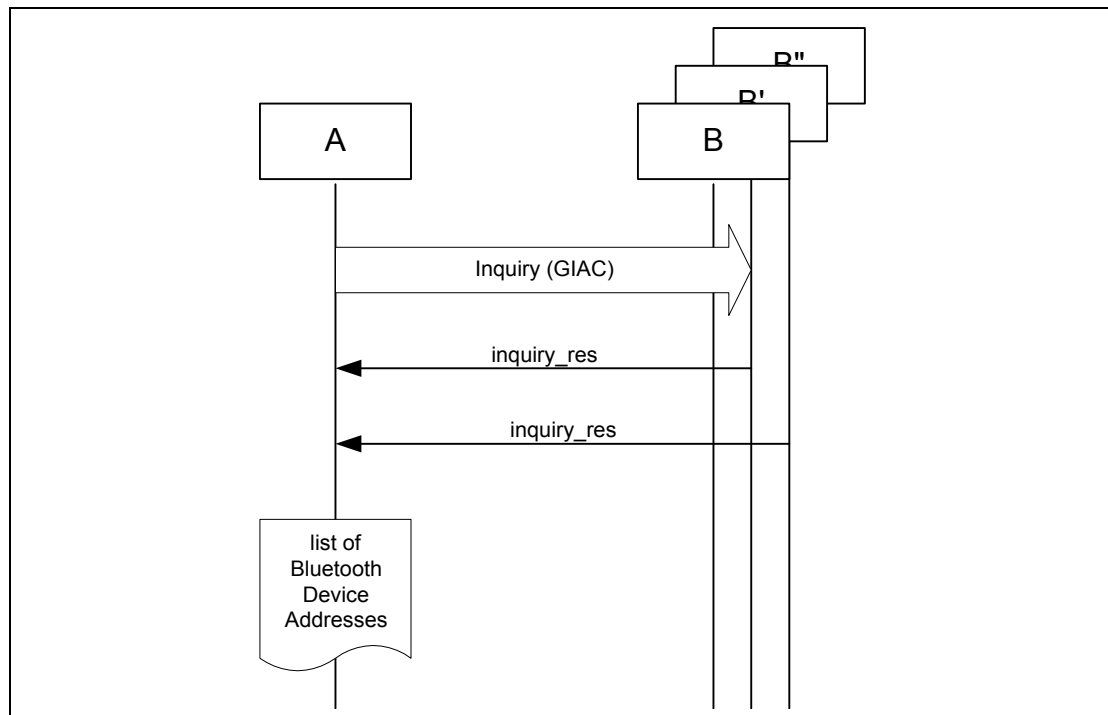 B"
B'
A
B
Inquiry (GIAC)
inquiry_res
inquiry_res
list of
Bluetooth
Device
Addresses